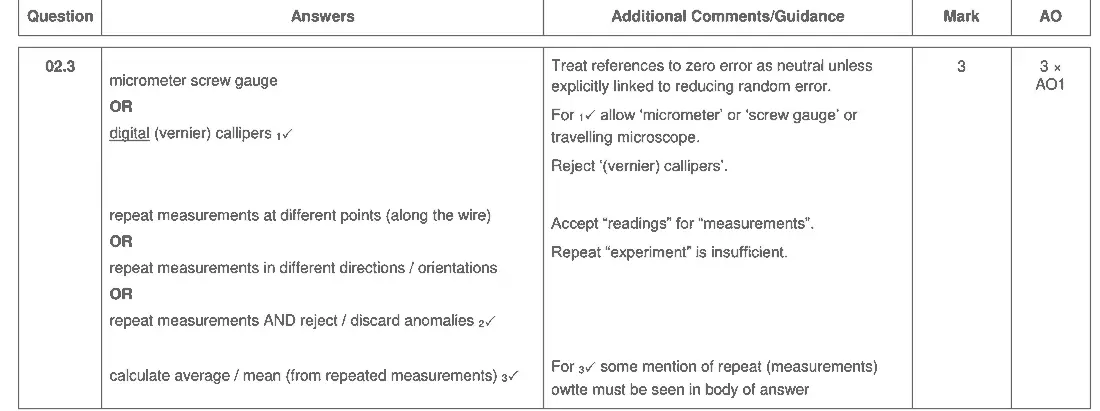 Question Answers Additional Comments/Guidance Mark AO
02.3
micrometer screw gauge
OR
digital (vernier) callipers ₁✓
repeat measurements at different points (along the wire)
OR
repeat measurements in different directions / orientations
OR
repeat measurements AND reject / discard anomalies ₂✓
calculate average / mean (from repeated measurements) ₃✓
Treat references to zero error as neutral unless
explicitly linked to reducing random error.
For ₁✓ allow ‘micrometer’ or ‘screw gauge’ or
travelling microscope.
Reject ‘(vernier) callipers’.
Accept “readings” for “measurements”.
Repeat “experiment” is insufficient.
For ₃✓ some mention of repeat (measurements)
owtte must be seen in body of answer
3
3 ×
AO1